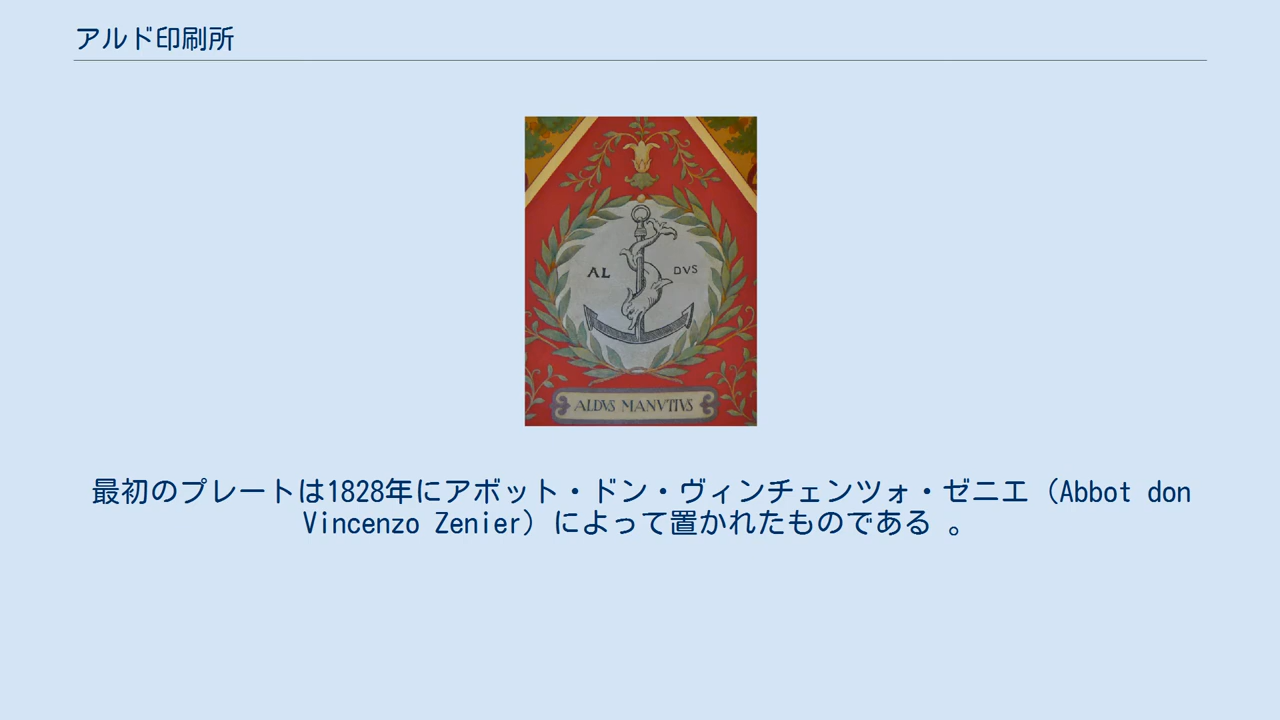 アルド印刷所
AL DVS
ALDVS MANVTIVS
最初のプレートは1828年にアボット・ドン・ヴィンチェンツォ・ゼニエ（Abbot don
Vincenzo Zenier）によって置かれたものである 。